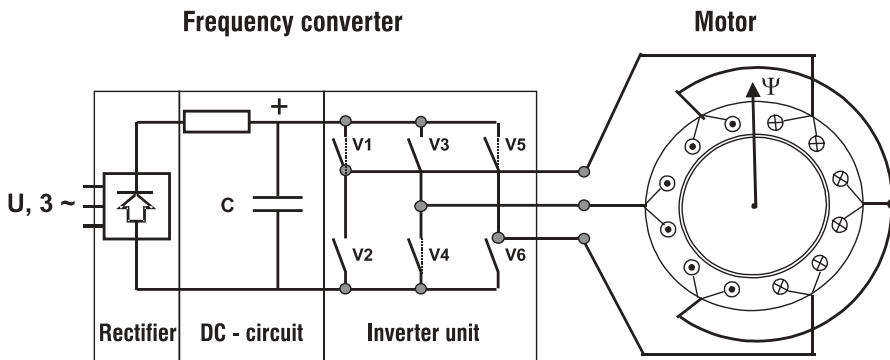 Frequency converter
Motor
Ψ
+
V1
V3
V5
U, 3 ~
C
V2
V4
V6
Rectifier
DC - circuit
Inverter unit